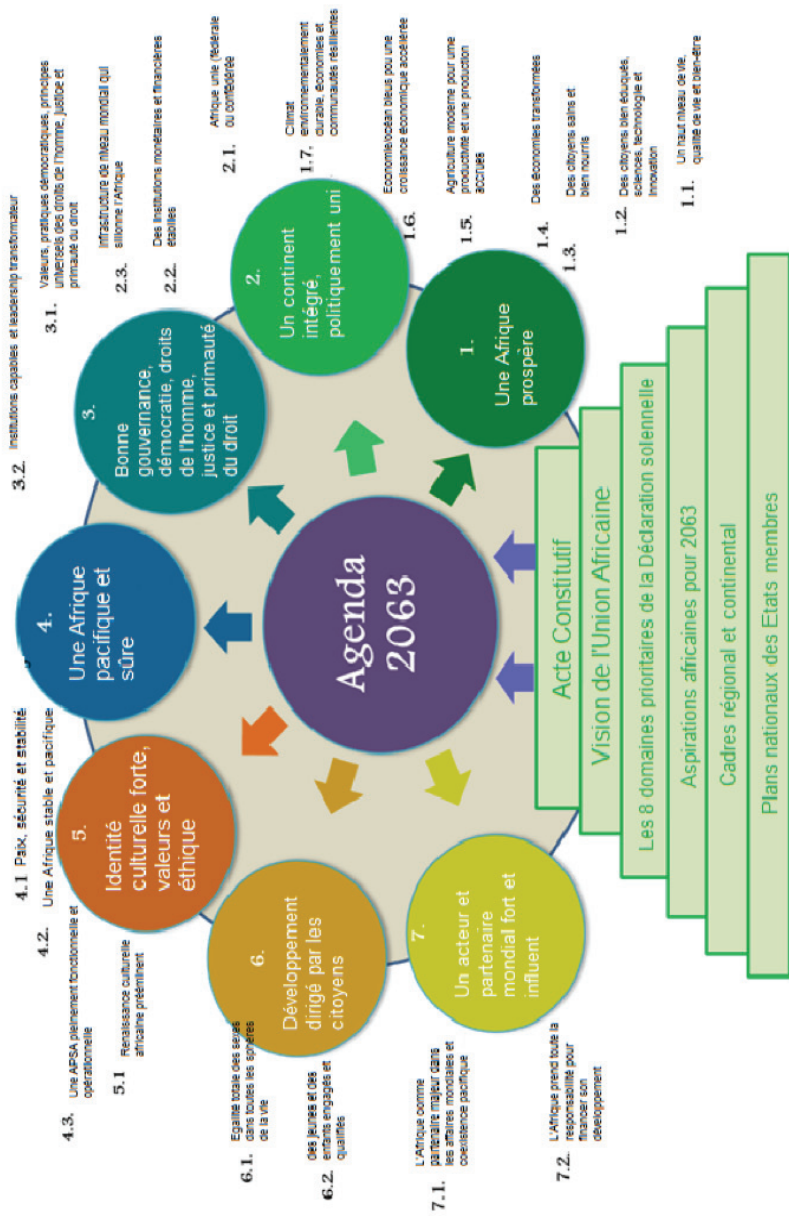 3.2. Institutions capables et leadership transformateur
3.1. Valeurs, pratiques démocratiques, principes
universels des droits de l'homme, justice et
primauté du droit
2.3. Infrastructure de niveau mondial qui
sillonne l'Afrique
2.2. Des institutions monétaires et financières
établies
2.1. Afrique unie (fédérale
ou confédérée
1.7. Climat
environnementalement
durable, économies et
communautés résilientes
1.6. Economie/océan bleus pou une
croissance économique accélérée
1.5. Agriculture moderne pour une
productivité et une production
accrues
1.4. Des économies transformées
1.3. Des citoyens sains et
bien nourris
1.2. Des citoyens bien éduqués,
sciences, technologie et
innovation
1.1. Un haut niveau de vie,
qualité de vie et bien-être
4.1 Paix, sécurité et stabilité
4.2. Une Afrique stable et pacifique
4.3. Une APSA pleinement fonctionnelle et
opérationnelle
5.1 Renaissance culturelle
africaine prééminent
6.1. Egalité totale des sexes
dans toutes les sphères
de la vie
6.2. des jeunes et des
enfants engagés et
qualifiés
7.1. L'Afrique comme
partenaire majeur dans
les affaires mondiales et
coexistence pacifique
7.2. L'Afrique prend toute la
responsabilité pour
financer son
développement
4.
Une Afrique
pacifique et
sûre
3.
Bonne
gouvernance,
démocratie, droits
de l'homme,
justice et primauté
du droit
2.
Un continent
intégré,
politiquement uni
1.
Une Afrique
prospère
5.
Identité
culturelle forte,
valeurs et
éthique
6.
Développement
dirigé par les
citoyens
7.
Un acteur et
partenaire
mondial fort et
influent
Agenda
2063
Acte Constitutif
Vision de l'Union Africaine
Les 8 domaines prioritaires de la Déclaration solennelle
Aspirations africaines pour 2063
Cadres régional et continental
Plans nationaux des Etats membres